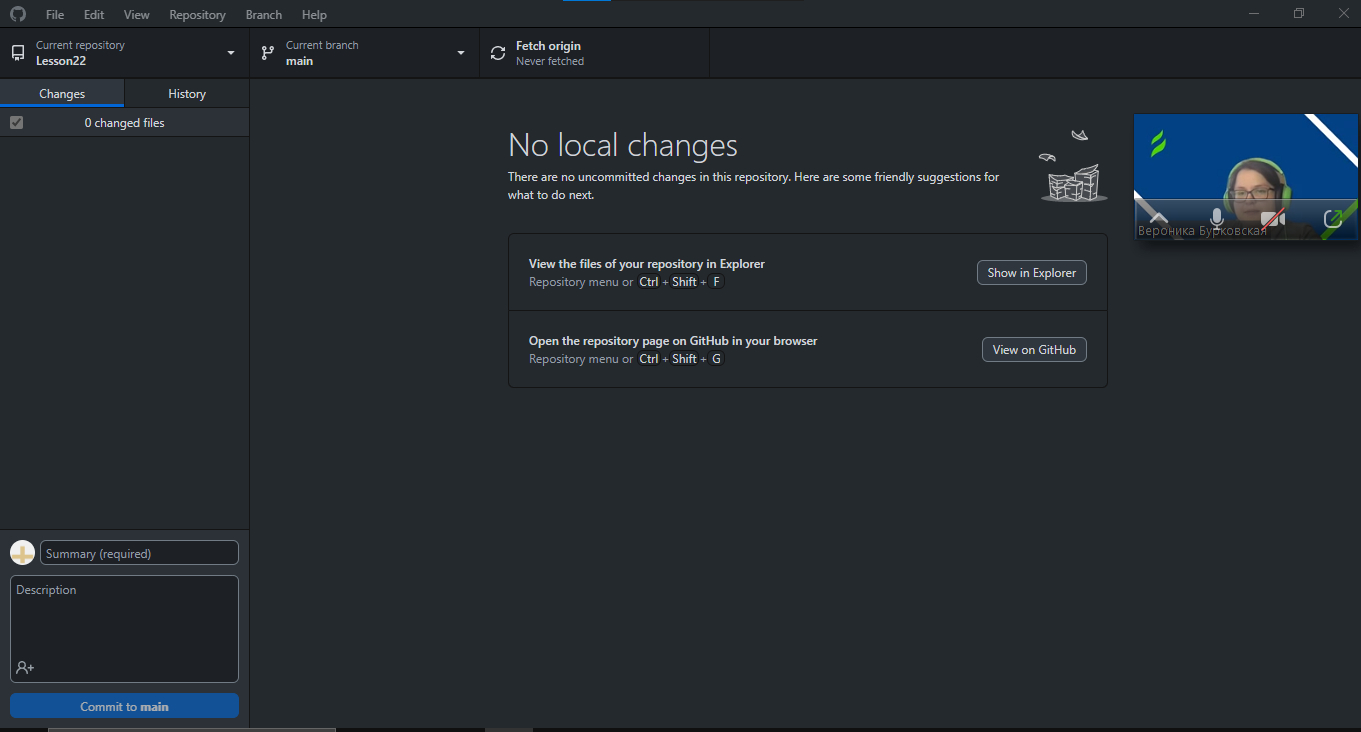 File Edit View Repository Branch Help
Current repository
Lesson22
Current branch
main
Fetch origin
Never fetched
Changes History
0 changed files
No local changes
There are no uncommitted changes in this repository. Here are some friendly suggestions for
what to do next.
View the files of your repository in Explorer
Repository menu or Ctrl + Shift + F
Show in Explorer
Open the repository page on GitHub in your browser
Repository menu or Ctrl + Shift + G
View on GitHub
Вероника Бурковская
Summary (required)
Description
Commit to main